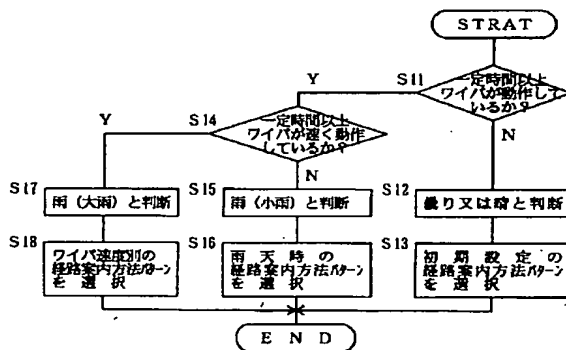 STRAT
S11
一定時間以上
ワイパが動作して
いるか?
Y
N
S14
一定時間以上
ワイパが速く動作
しているか?
Y
N
S17
雨(大雨)と判断
S15
雨(小雨)と判断
S12
曇り又は晴と判断
S18
ワイパ速度別の
経路案内方法パターン
を選択
S16
雨天時の
経路案内方法パターン
を選択
S13
初期設定の
経路案内方法パターン
を選択
END